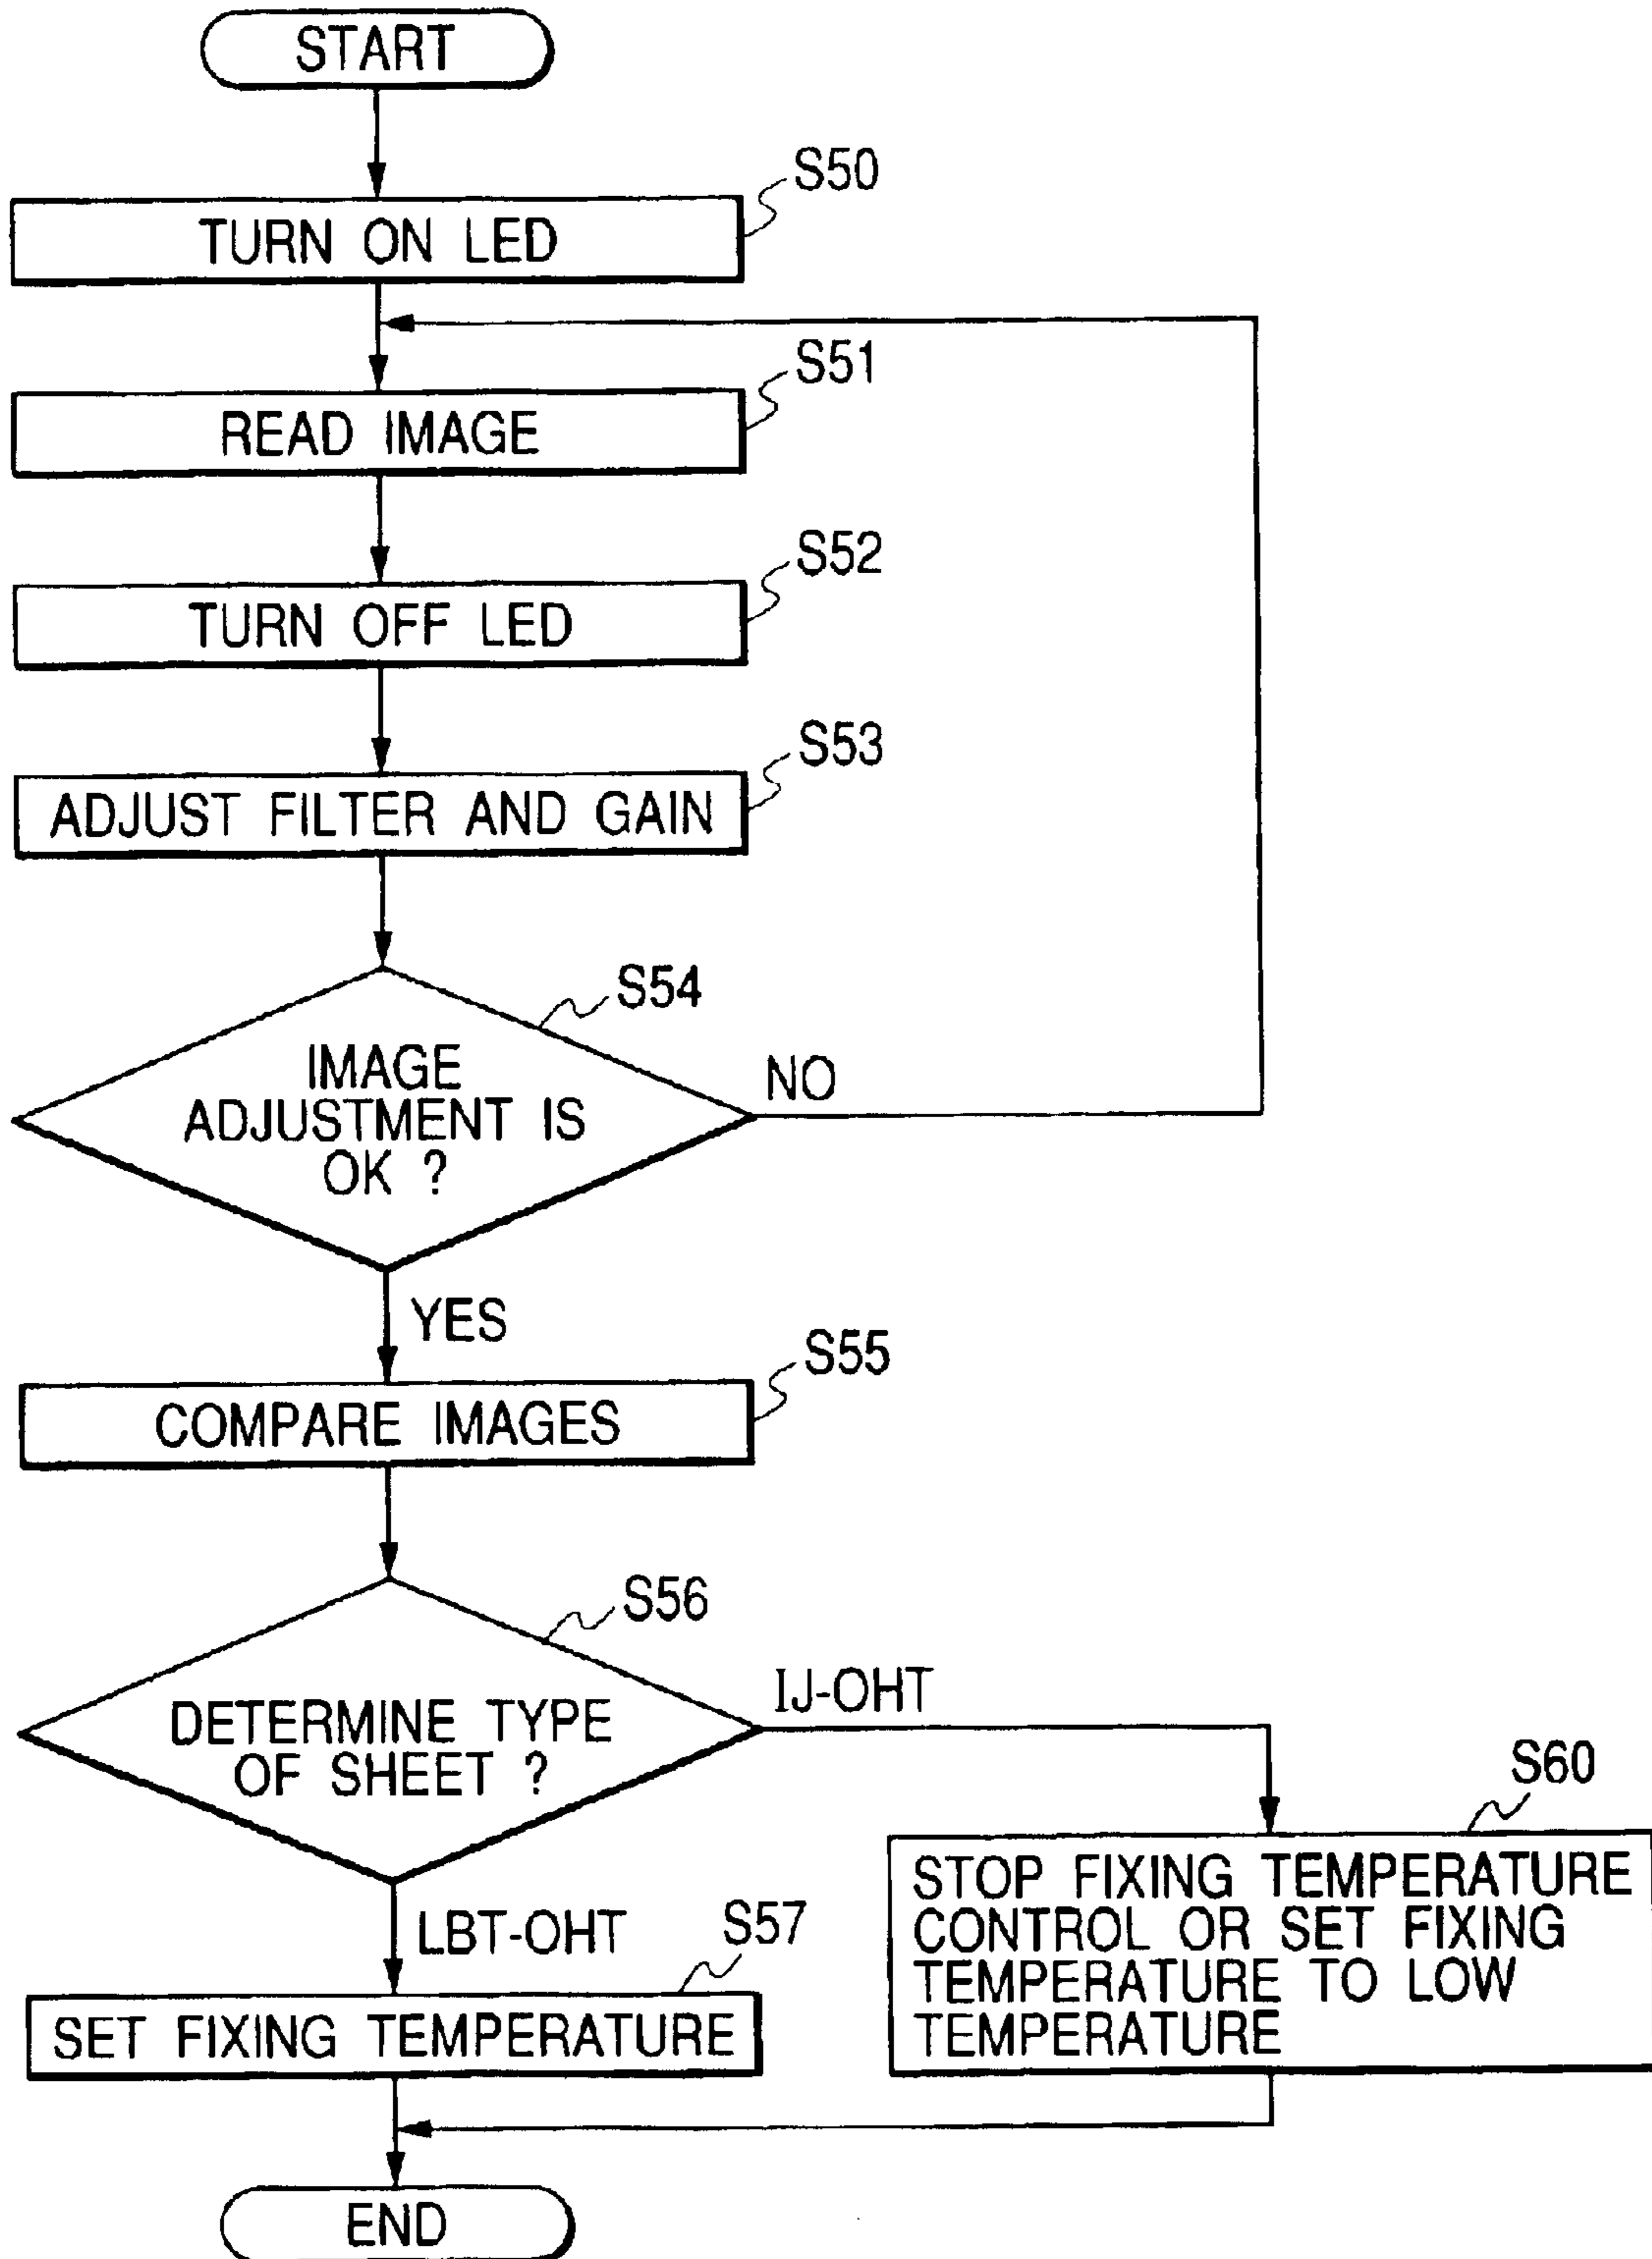 START
S50
TURN ON LED
S51
READ IMAGE
S52
TURN OFF LED
S53
ADJUST FILTER AND GAIN
S54
IMAGE
ADJUSTMENT IS
OK ?
NO
YES
S55
COMPARE IMAGES
S56
DETERMINE TYPE
OF SHEET ?
IJ-OHT
LBT-OHT
S57
SET FIXING TEMPERATURE
S60
STOP FIXING TEMPERATURE
CONTROL OR SET FIXING
TEMPERATURE TO LOW
TEMPERATURE
END